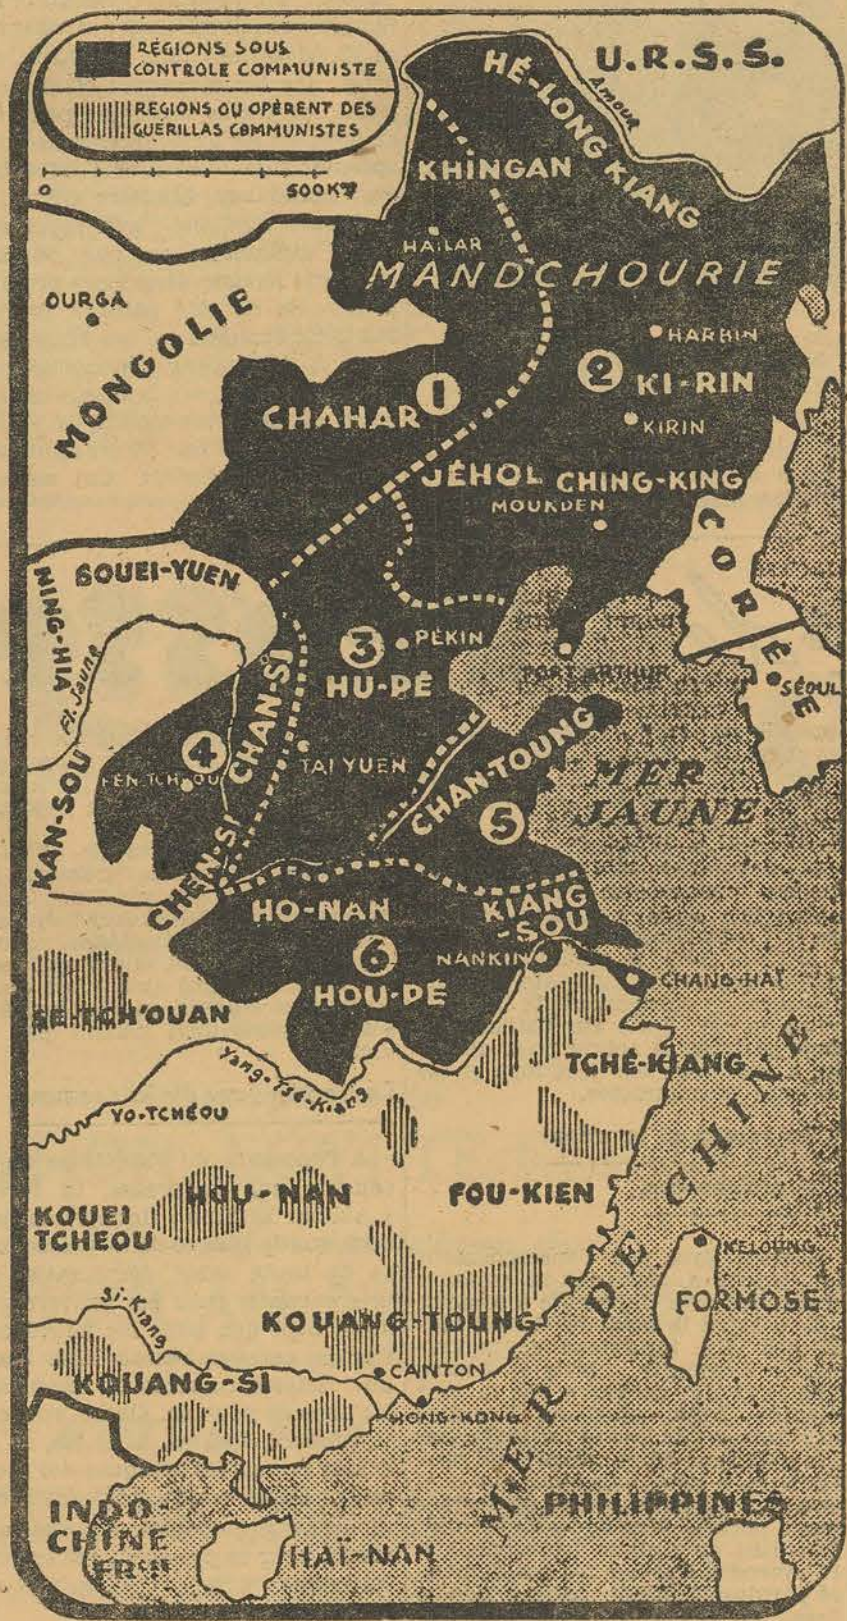 RÉGIONS SOUS
CONTROLE COMMUNISTE
REGIONS OU OPÈRENT DES
GUÉRILLAS COMMUNISTES
0 500 KM
U.R.S.S.
HÉ-LONG KIANG
Amour
KHINGAN
HAILAR
MANDCHOURIE
OURGA
MONGOLIE
HARBIN
1
2
KI-RIN
CHAHAR
KIRIN
JÉHOL
CHING-KING
MOUKDEN
CORÉE
SOUEI-YUEN
NING-HIA
Fl. Jaune
3
PÉKIN
HU-PÉ
PORT ARTHUR
SÉOUL
CHAN-SI
4
TAI YUEN
CHAN-TOUNG
MER
JAUNE
KAN-SOU
5
CHEN-SI
HO-NAN
KIANG
-SOU
6
NANKIN
HOU-PÉ
CHANG-HAÏ
SE-TCH'OUAN
TCHÉ-KIANG
Yang-Tsé-Kiang
YO-TCHÉOU
MER DE CHINE
HOU-NAN
FOU-KIEN
KOUEI
TCHEOU
KELOUNG
FORMOSE
Si-Kiang
KOUANG-TOUNG
CANTON
KOUANG-SI
HONG-KONG
PHILIPPINES
INDO-
CHINE
HAÏ-NAN